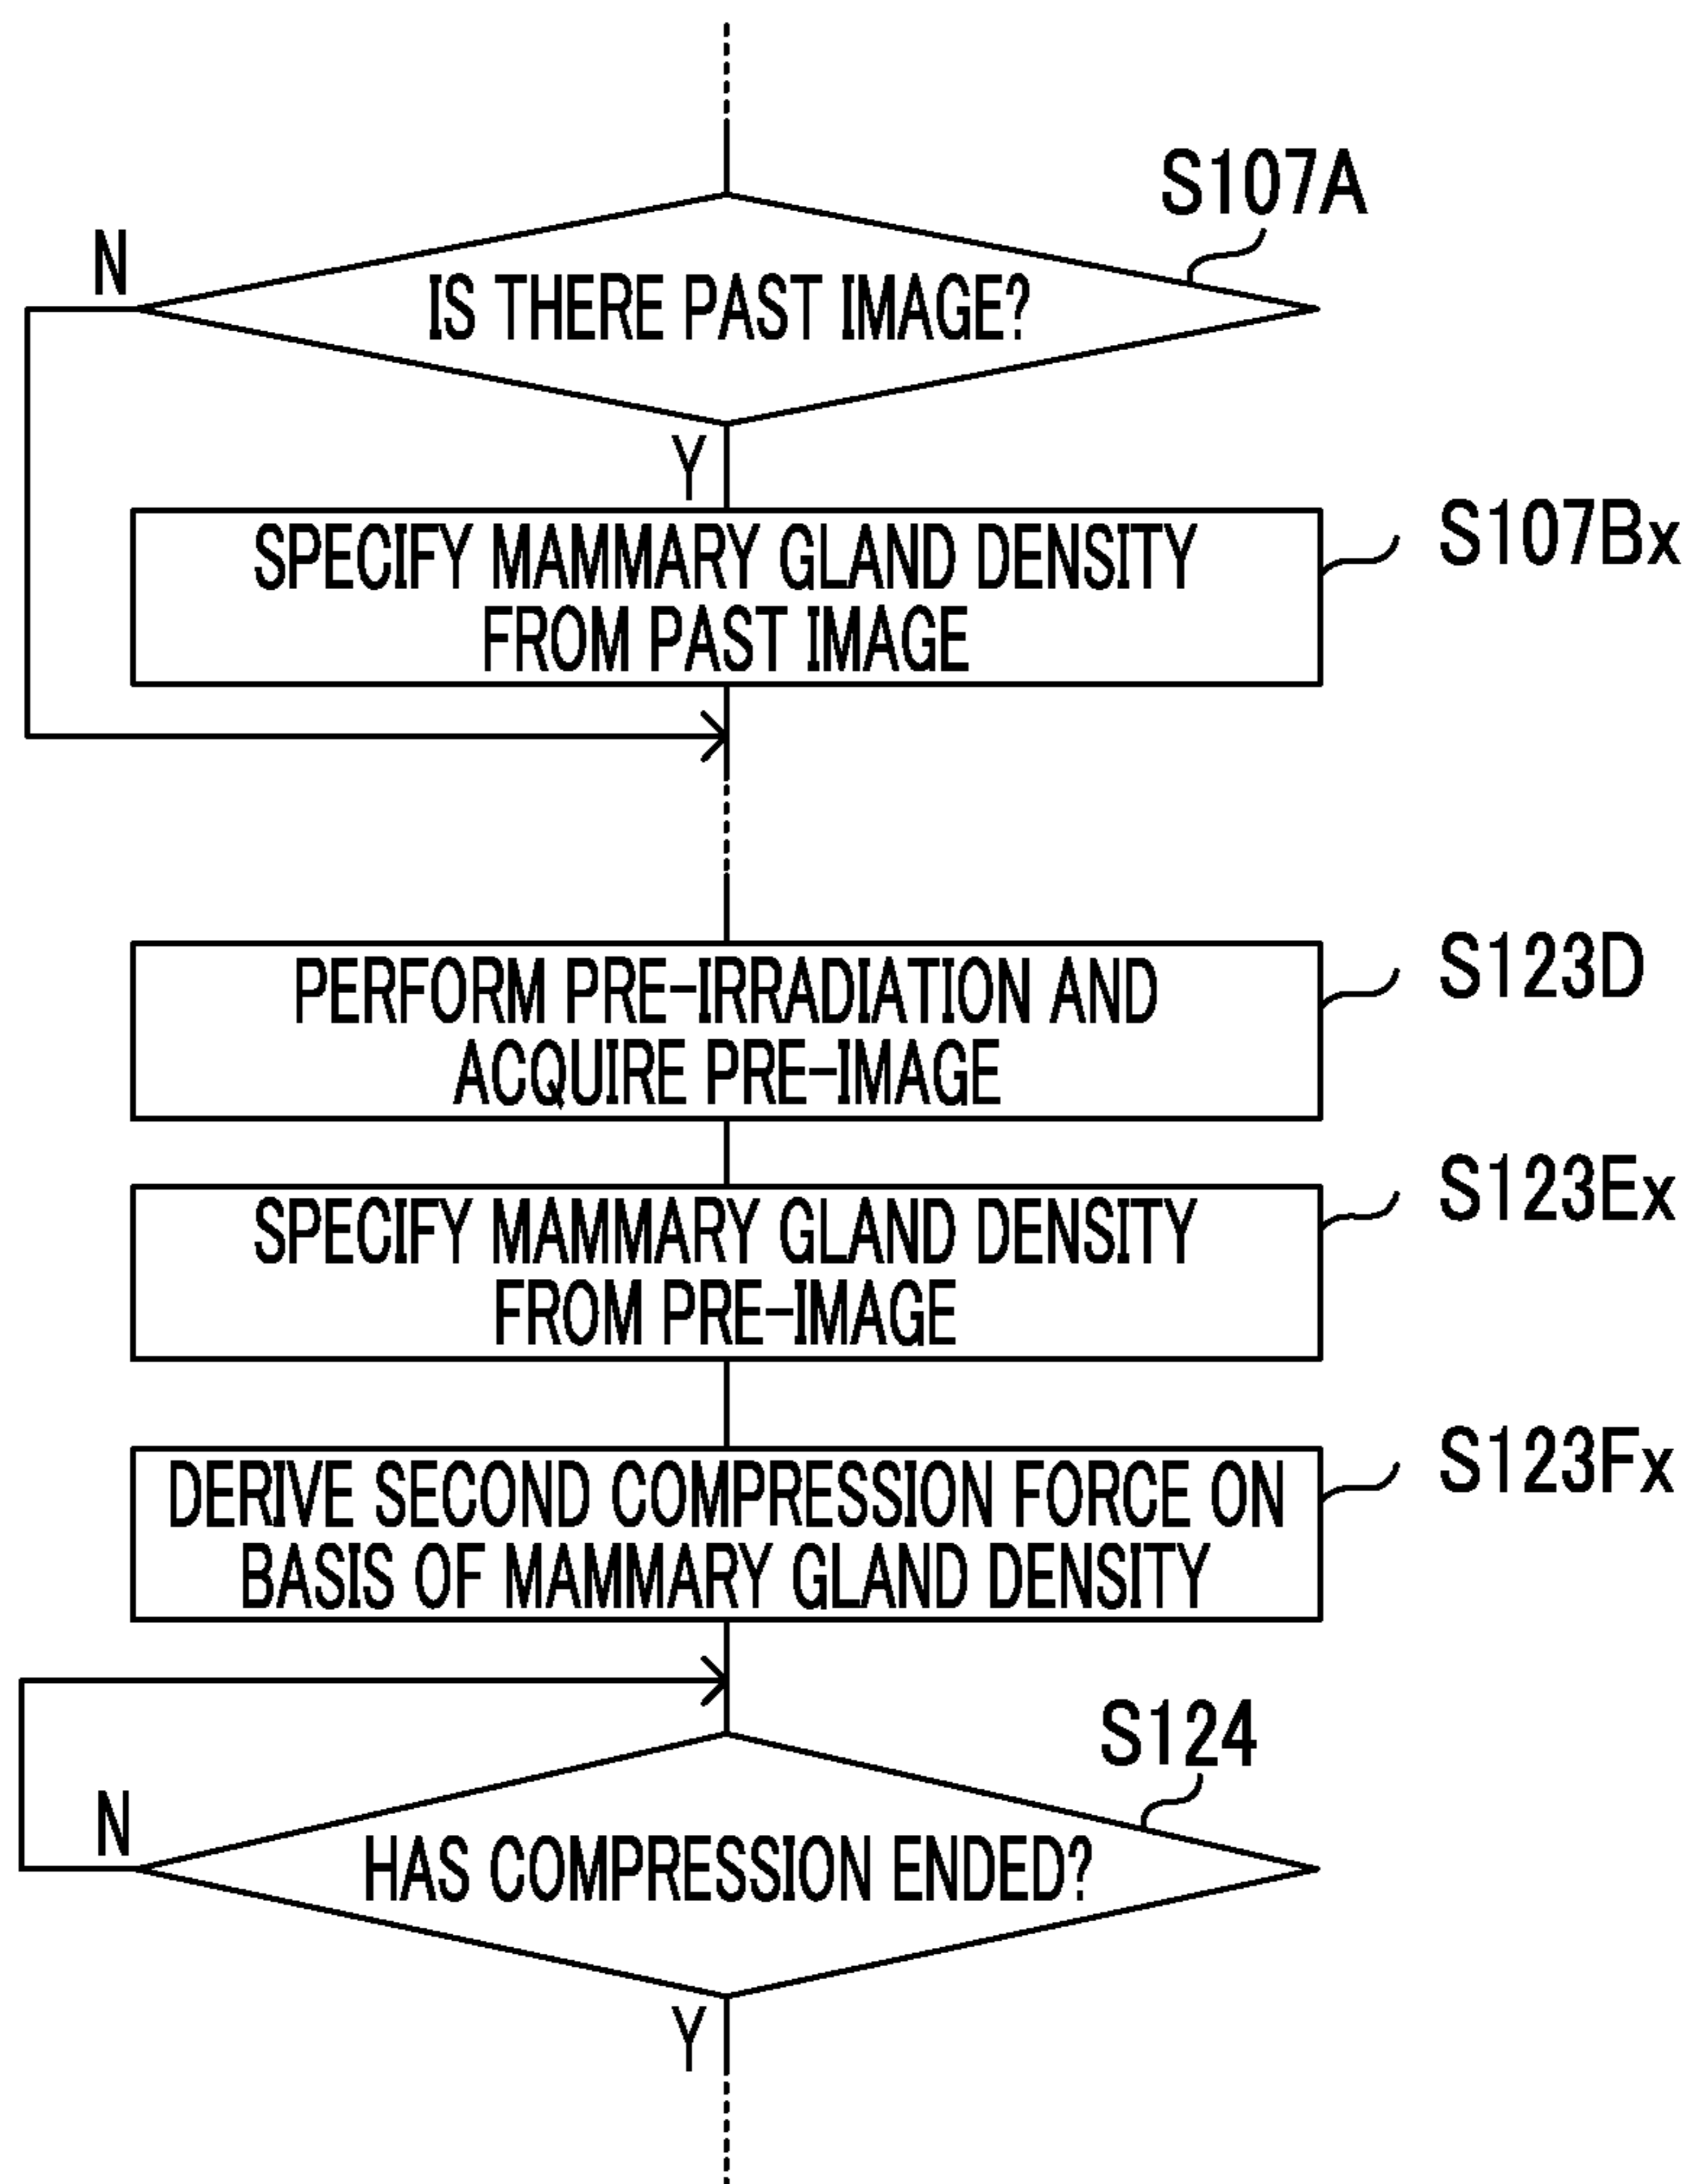 S107A
N
IS THERE PAST IMAGE?
Y
SPECIFY MAMMARY GLAND DENSITY
FROM PAST IMAGE
S107Bx
PERFORM PRE-IRRADIATION AND
ACQUIRE PRE-IMAGE
S123D
SPECIFY MAMMARY GLAND DENSITY
FROM PRE-IMAGE
S123Ex
DERIVE SECOND COMPRESSION FORCE ON
BASIS OF MAMMARY GLAND DENSITY
S123Fx
S124
N
HAS COMPRESSION ENDED?
Y